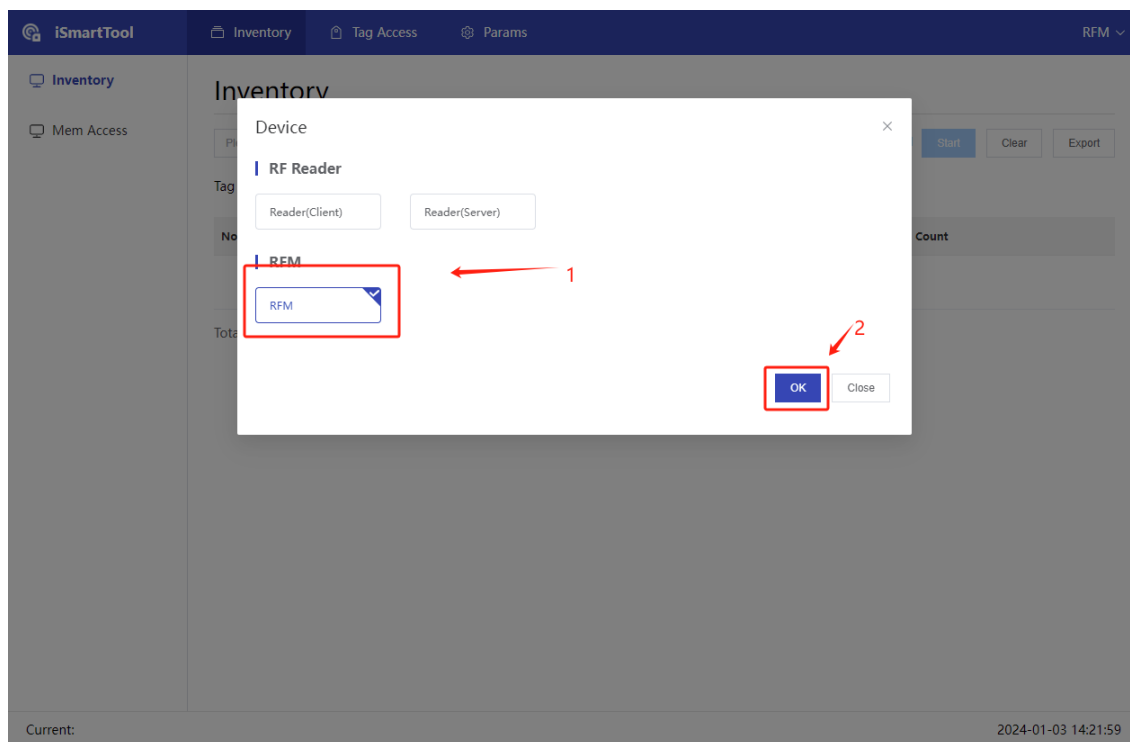 iSmartTool Inventory Tag Access Params RFM
Inventory
Inventory
Mem Access
Device
Start Clear Export
RF Reader
Tag
Reader(Client) Reader(Server)
No Count
RFM
1
RFM
2
Tota
OK Close
Current: 2024-01-03 14:21:59